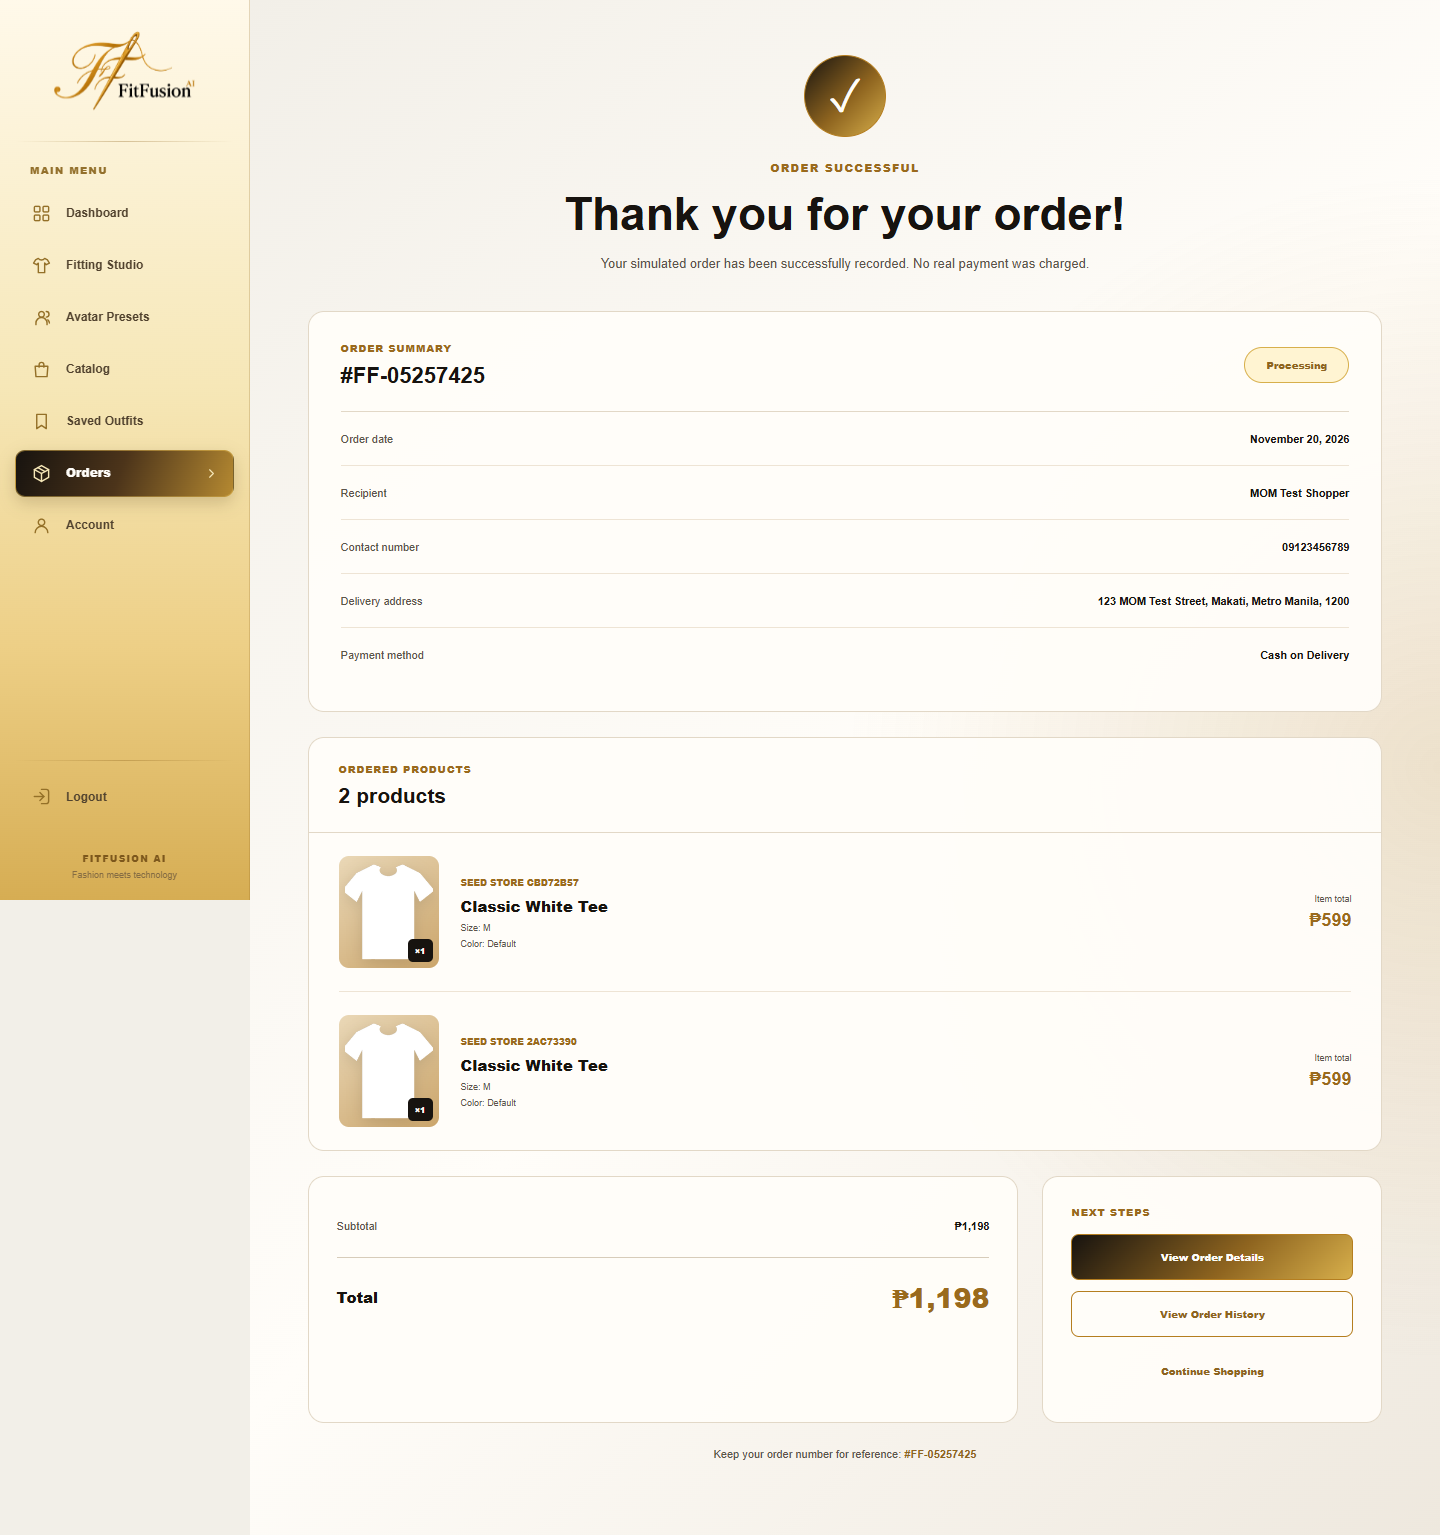 FitFusion AI
MAIN MENU
Dashboard
Fitting Studio
Avatar Presets
Catalog
Saved Outfits
Orders
Account
Logout
FITFUSION AI
Fashion meets technology
ORDER SUCCESSFUL
Thank you for your order!
Your simulated order has been successfully recorded. No real payment was charged.
ORDER SUMMARY
#FF-05257425
Processing
Order date
November 20, 2026
Recipient
MOM Test Shopper
Contact number
09123456789
Delivery address
123 MOM Test Street, Makati, Metro Manila, 1200
Payment method
Cash on Delivery
ORDERED PRODUCTS
2 products
×1
SEED STORE CBD72B57
Classic White Tee
Size: M
Color: Default
Item total
₱599
×1
SEED STORE 2AC73390
Classic White Tee
Size: M
Color: Default
Item total
₱599
Subtotal
₱1,198
Total
₱1,198
NEXT STEPS
View Order Details
View Order History
Continue Shopping
Keep your order number for reference: #FF-05257425